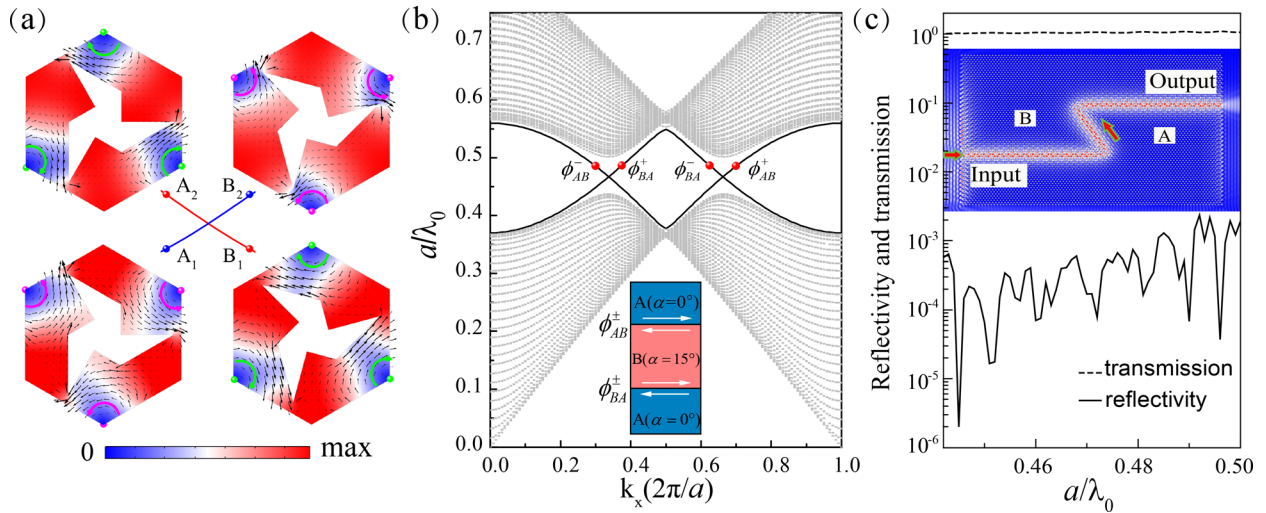 (a)
A₂
B₂
A₁
B₁
0
max
(b)
a/λ₀
0.7
0.6
0.5
0.4
0.3
0.2
0.1
0.0
ϕ⁻AB
ϕ⁺BA
ϕ⁻BA
ϕ⁺AB
A(α=0°)
ϕ±AB
B(α=15°)
ϕ±BA
A(α=0°)
0.0 0.2 0.4 0.6 0.8 1.0
kₓ(2π/a)
(c)
Reflectivity and transmission
10⁰
10⁻¹
10⁻²
10⁻³
10⁻⁴
10⁻⁵
10⁻⁶
Output
B
A
Input
transmission
reflectivity
0.46 0.48 0.50
a/λ₀